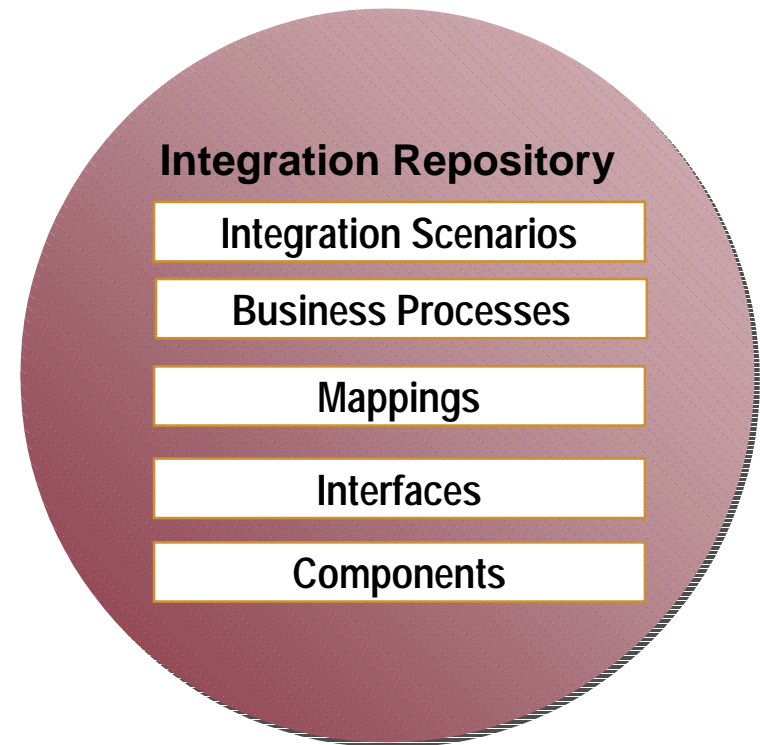 Integration Repository
Integration Scenarios
Business Processes
Mappings
Interfaces
Components